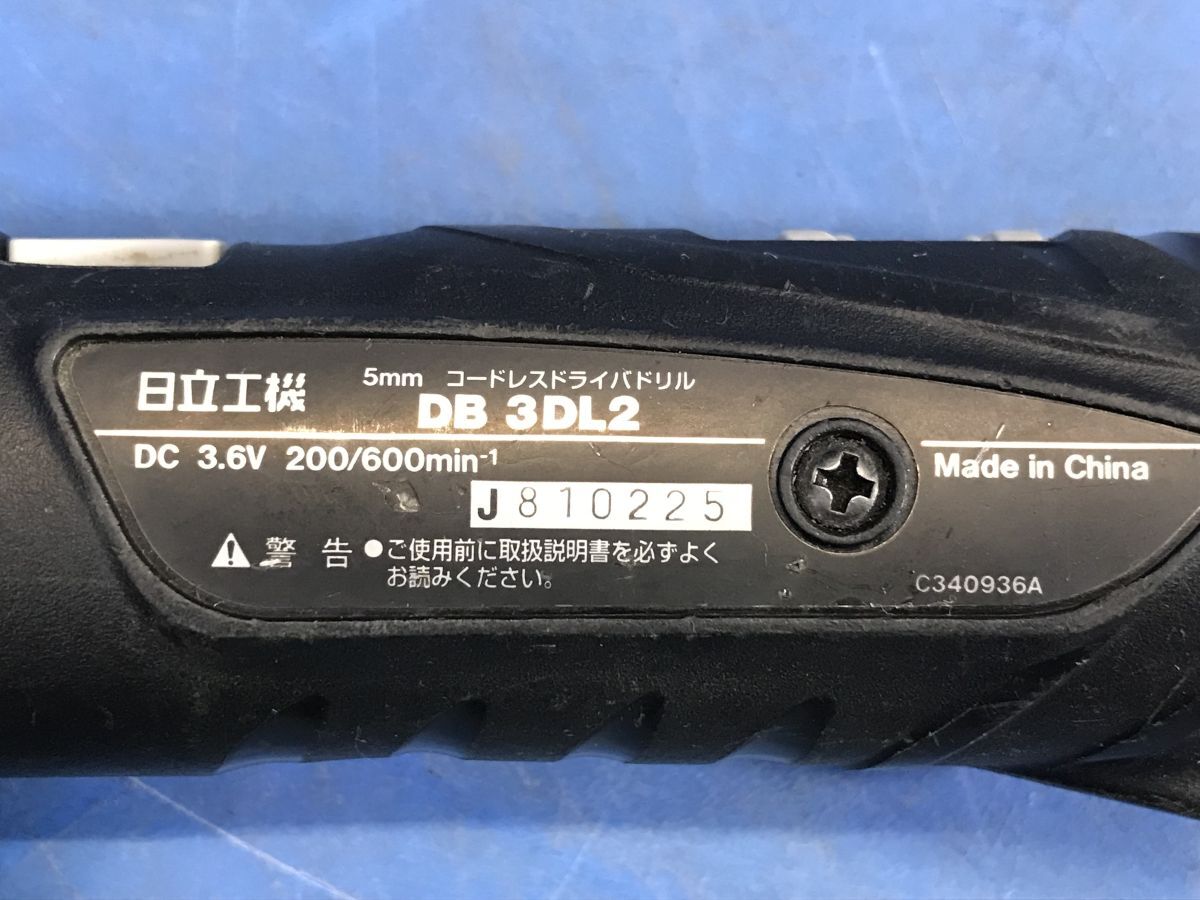 日立工機
5mm コードレスドライバドリル
DB 3DL2
DC 3.6V 200/600min⁻¹
Made in China
J810225
警告 ●ご使用前に取扱説明書を必ずよく
お読みください。
C340936A